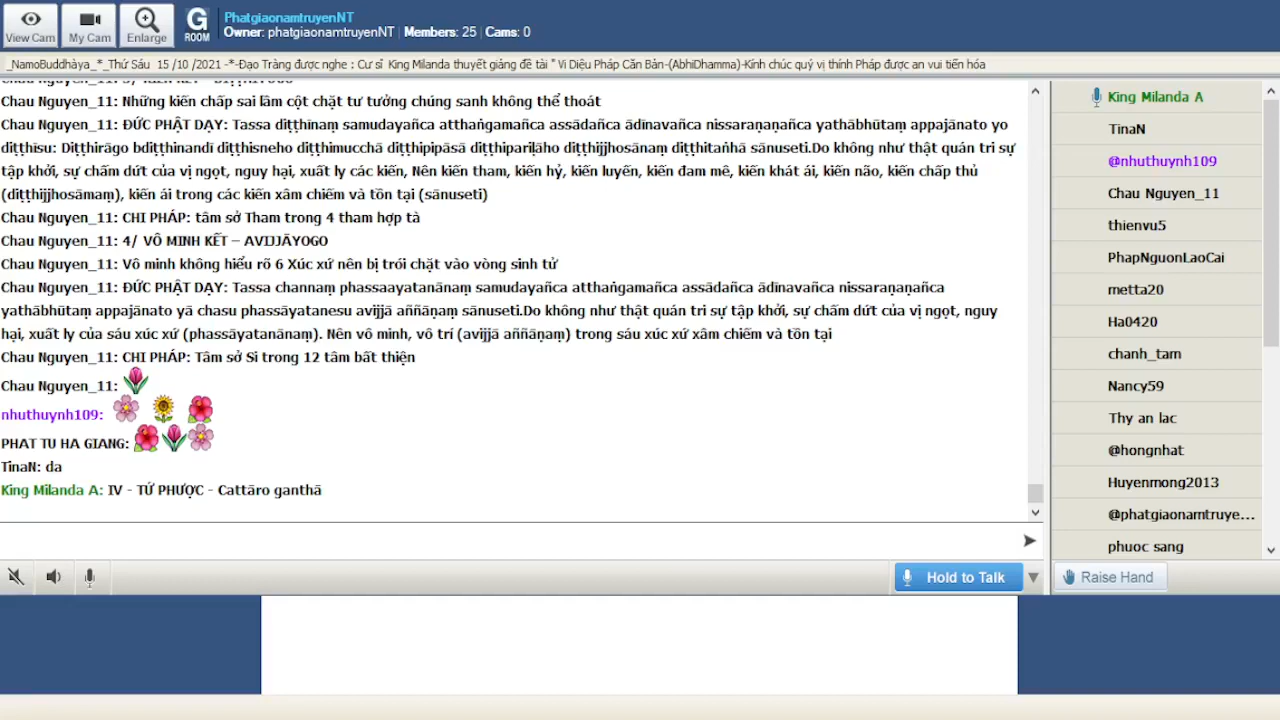 View Cam
My Cam
Enlarge
G
ROOM
PhatgiaonamtruyenNT
Owner: phatgiaonamtruyenNT | Members: 25 | Cams: 0
_NamoBuddhàya_*_Thứ Sáu 15 /10 /2021 -*-Đạo Tràng được nghe : Cư sĩ King Milanda thuyết giảng đề tài " Vi Diệu Pháp Căn Bản-(AbhiDhamma)-Kính chúc quý vị thính Pháp được an vui tiến hóa
Chau Nguyen_11: Những kiến chấp sai lầm cột chặt tư tưởng chúng sanh không thể thoát
Chau Nguyen_11: ĐỨC PHẬT DẠY: Tassa diṭṭhīnaṃ samudayañca atthaṅgamañca assādañca ādīnavañca nissaraṇaṇañca yathābhūtaṃ appajānato yo
diṭṭhīsu: Diṭṭhirāgo bdiṭṭhinandī diṭṭhisneho diṭṭhimucchā diṭṭhipipāsā diṭṭhipariḷāho diṭṭhijjhosānaṃ diṭṭhitaṅhā sānuseti.Do không như thật quán tri sự
tập khởi, sự chấm dứt của vị ngọt, nguy hại, xuất ly các kiến, Nên kiến tham, kiến hỷ, kiến luyến, kiến đam mê, kiến khát ái, kiến não, kiến chấp thủ
(diṭṭhijjhosāmaṃ), kiến ái trong các kiến xâm chiếm và tồn tại (sānusetī)
Chau Nguyen_11: CHI PHÁP: tâm sở Tham trong 4 tham hợp tà
Chau Nguyen_11: 4/ VÔ MINH KẾT – AVIJJĀYOGO
Chau Nguyen_11: Vô minh không hiểu rõ 6 Xúc xứ nên bị trói chặt vào vòng sinh tử
Chau Nguyen_11: ĐỨC PHẬT DẠY: Tassa channaṃ phassaayatanānaṃ samudayañca atthaṅgamañca assādañca ādīnavañca nissaraṇaṇañca
yathābhūtaṃ appajānato yā chasu phassāyatanesu avijjā aññāṇaṃ sānuseti.Do không như thật quán tri sự tập khởi, sự chấm dứt của vị ngọt, nguy
hại, xuất ly của sáu xúc xứ (phassāyatanānaṃ). Nên vô minh, vô trí (avijjā aññāṇaṃ) trong sáu xúc xứ xâm chiếm và tồn tại
Chau Nguyen_11: CHI PHÁP: Tâm sở Si trong 12 tâm bất thiện
Chau Nguyen_11:
nhuthuynh109:
PHAT TU HA GIANG:
TinaN: da
King Milanda A: IV - TỨ PHƯỢC - Cattāro ganthā
Hold to Talk
King Milanda A
TinaN
@nhuthuynh109
Chau Nguyen_11
thienvu5
PhapNguonLaoCai
metta20
Ha0420
chanh_tam
Nancy59
Thy an lac
@hongnhat
Huyenmong2013
@phatgiaonamtruye...
phuoc sang
Raise Hand